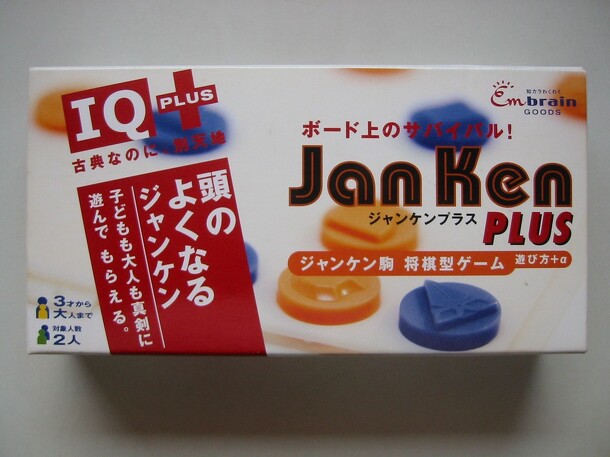 IQ PLUS
古典なのに 新天地
頭の
よくなる
ジャンケン
子どもも大人も真剣に
遊んで もらえる。
3才から
大人まで
対象人数
2人
知力ラわくわく
Embrain
GOODS
ボード上のサバイバル!
JanKen
ジャンケンプラス PLUS
ジャンケン駒 将棋型ゲーム 遊び方+α